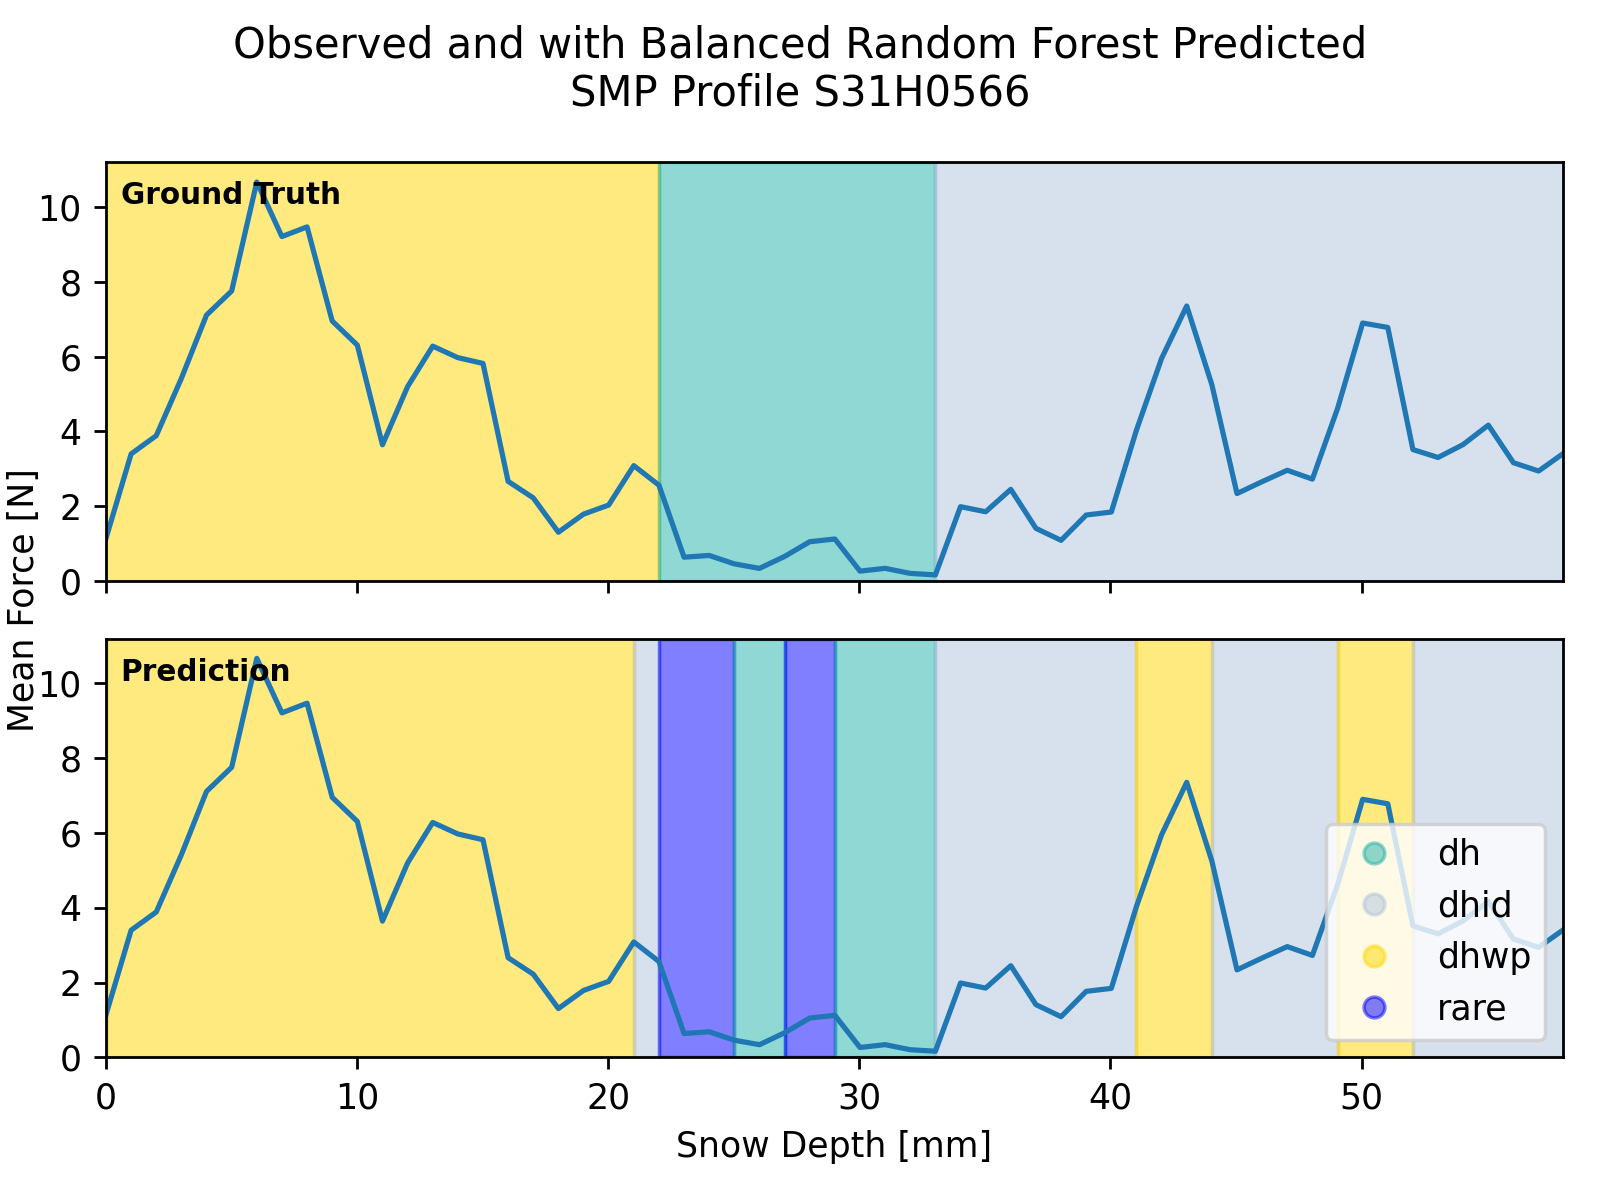 Observed and with Balanced Random Forest Predicted
SMP Profile S31H0566
Mean Force [N]
Ground Truth
10
8
6
4
2
0
Prediction
10
8
6
4
2
0
dh
dhid
dhwp
rare
0 10 20 30 40 50
Snow Depth [mm]